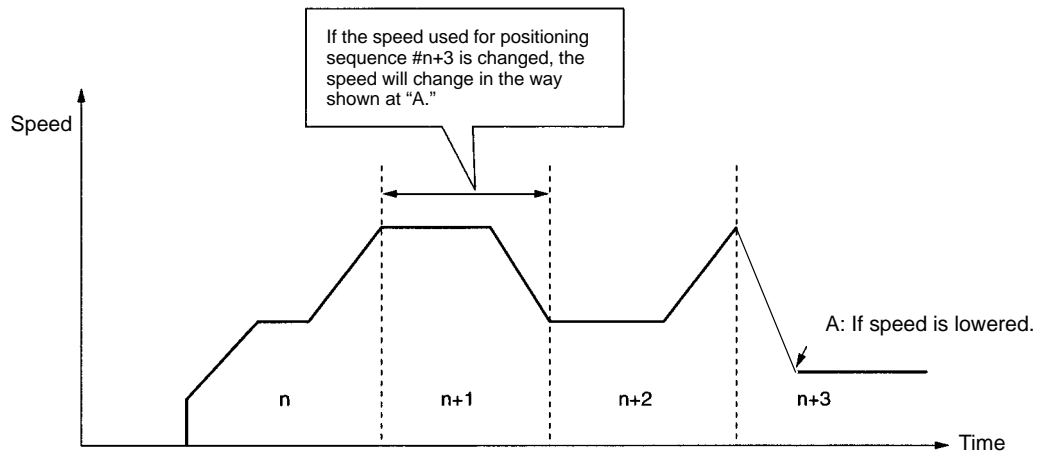 If the speed used for positioning
sequence #n+3 is changed, the
speed will change in the way
shown at “A.”
Speed
A: If speed is lowered.
n
n+1
n+2
n+3
Time